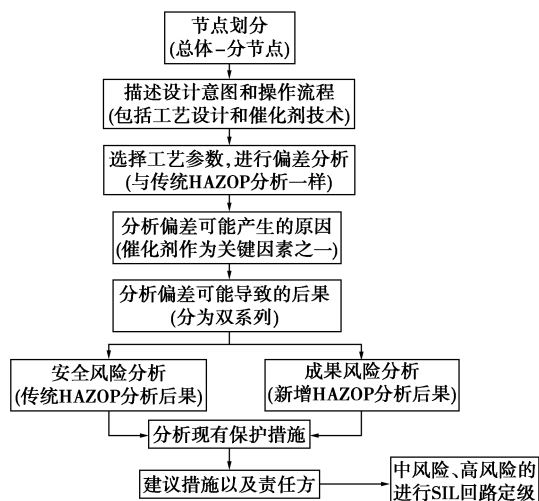 节点划分
(总体-分节点)
描述设计意图和操作流程
(包括工艺设计和催化剂技术)
选择工艺参数,进行偏差分析
(与传统HAZOP分析一样)
分析偏差可能产生的原因
(催化剂作为关键因素之一)
分析偏差可能导致的后果
(分为双系列)
安全风险分析
(传统HAZOP分析后果)
成果风险分析
(新增HAZOP分析后果)
分析现有保护措施
建议措施以及责任方
中风险、高风险的
进行SIL回路定级